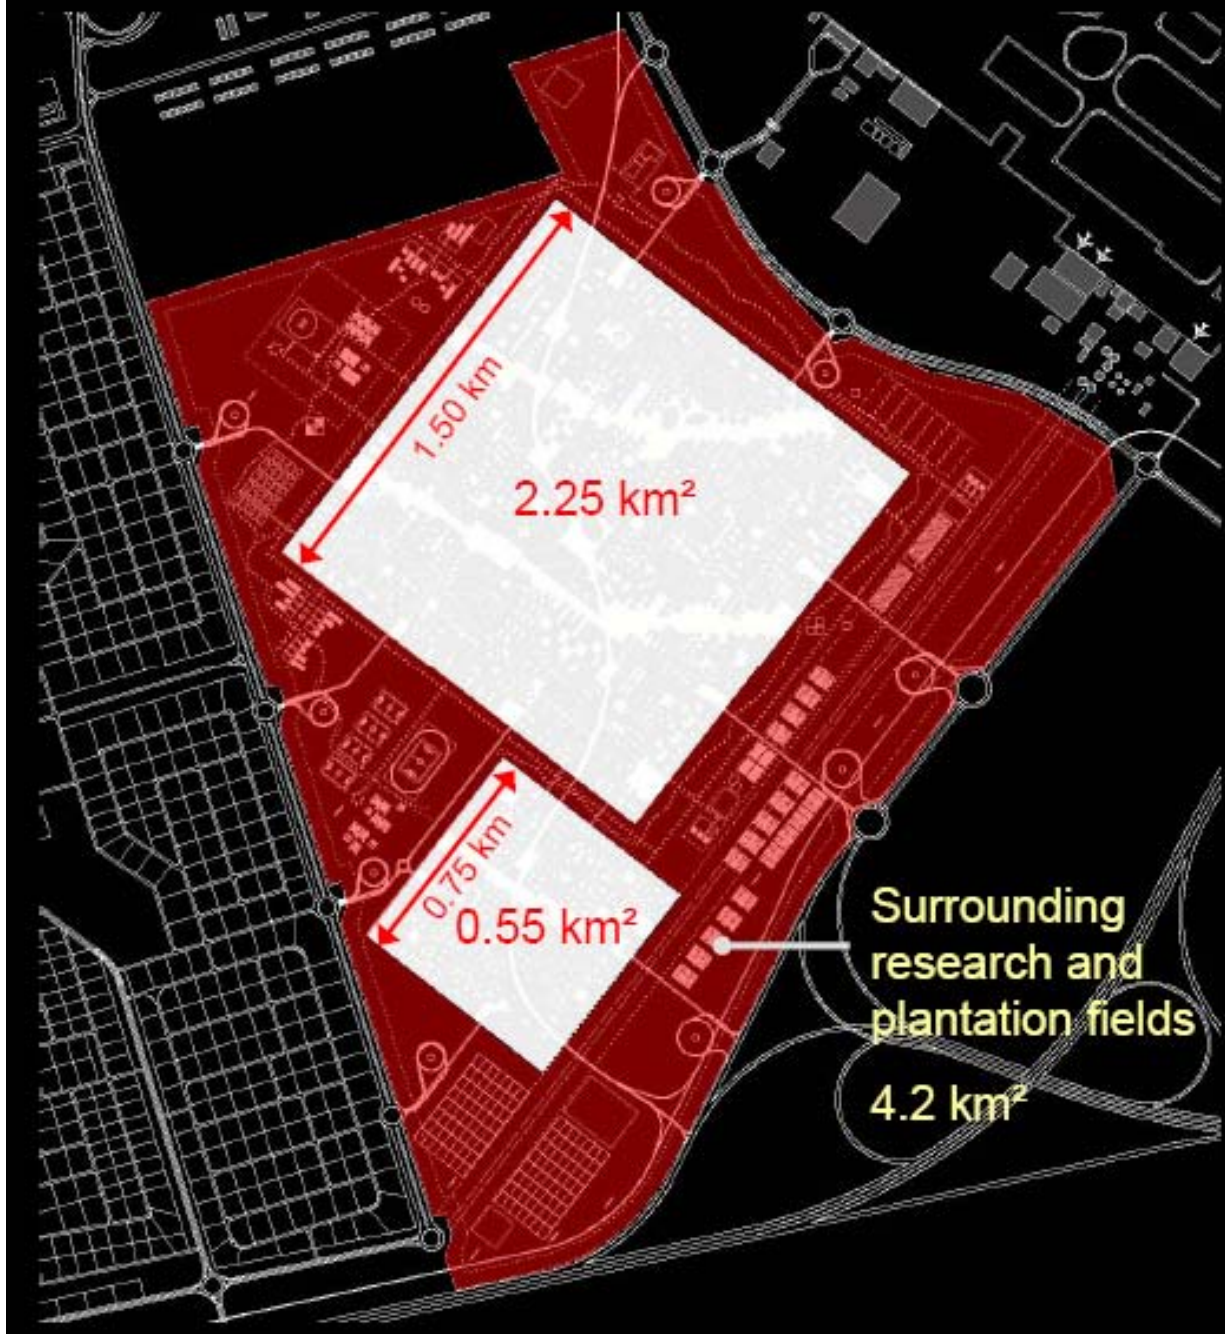 1.50 km
2.25 km²
0.75 km
0.55 km²
Surrounding
research and
plantation fields
4.2 km²